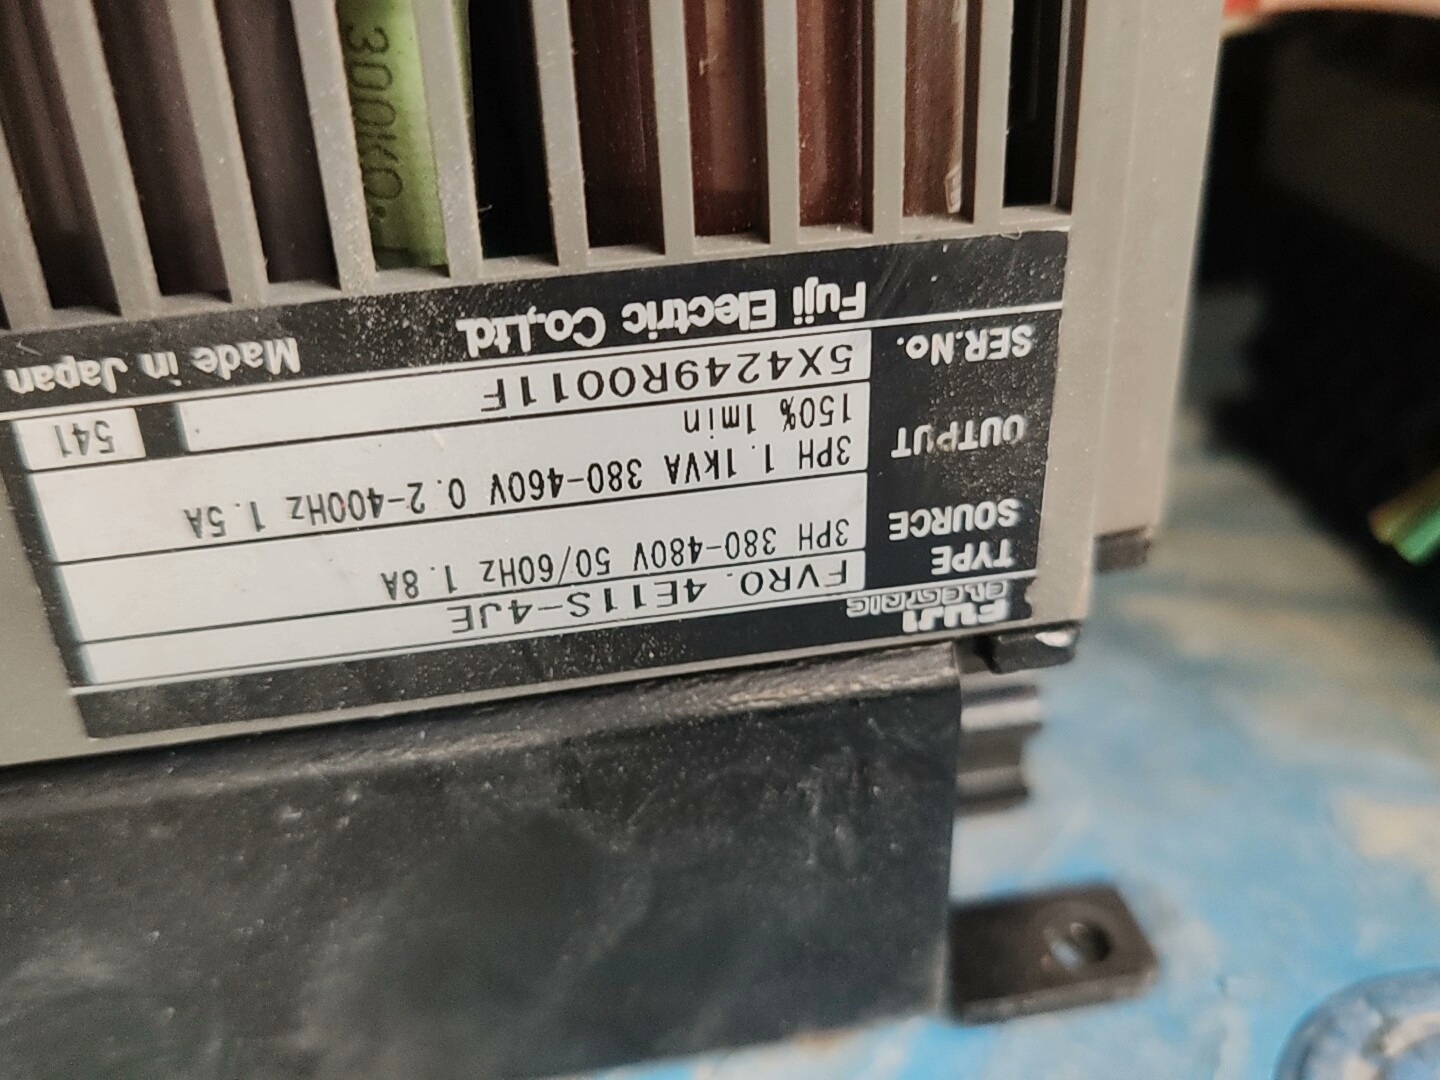 FUJI
ELECTRIC
TYPE FVR0. 4E11S-4JE
SOURCE 3PH 380-480V 50/60Hz 1.8A
OUTPUT 3PH 1.1kVA 380-460V 0.2-400Hz 1.5A
150% 1min
SER.No. 5X4249R0011F 541
Fuji Electric Co.,Ltd. Made in Japan
300KΩ